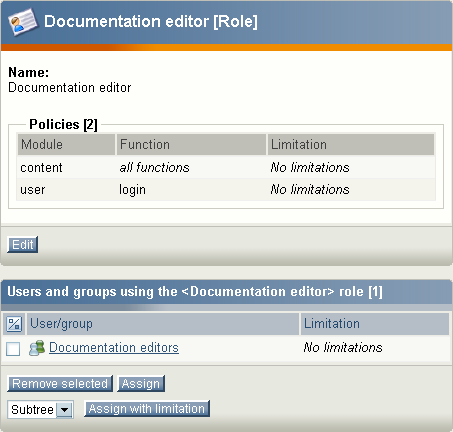 Documentation editor [Role]
Name:
Documentation editor
Policies [2]
Module Function Limitation
content all functions No limitations
user login No limitations
Edit
Users and groups using the <Documentation editor> role [1]
User/group Limitation
Documentation editors No limitations
Remove selected Assign
Subtree Assign with limitation